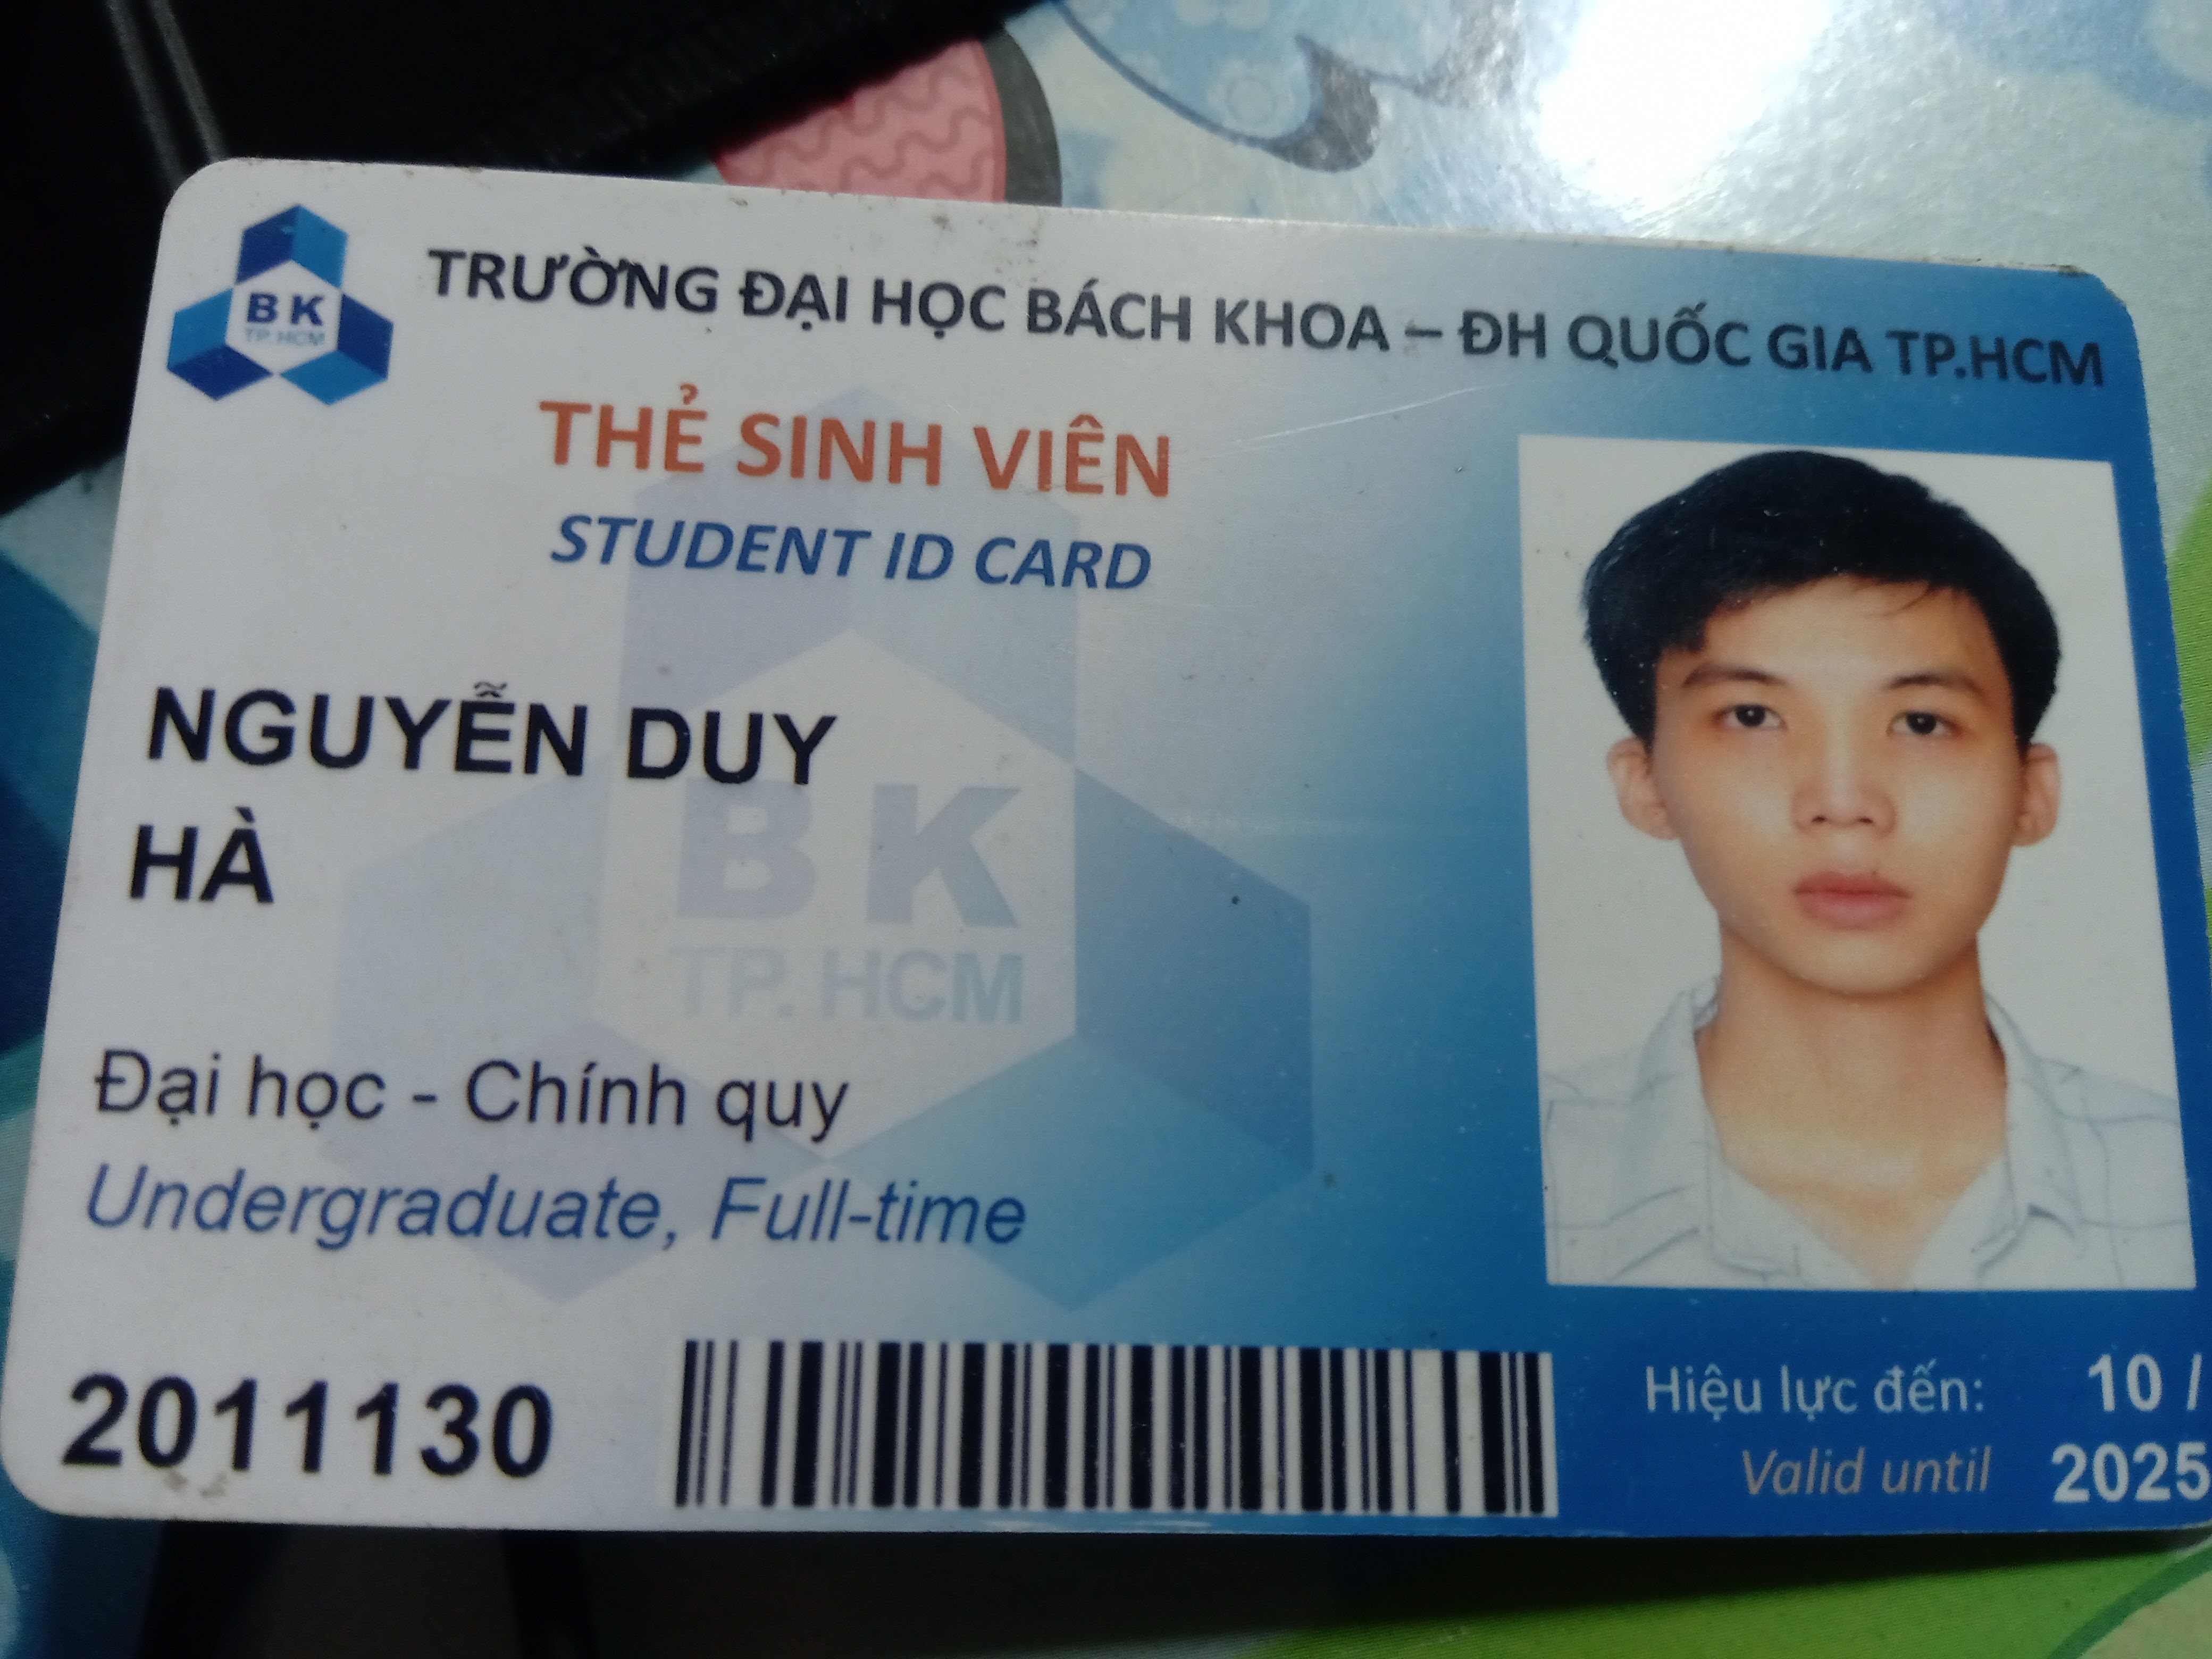 BK
TP.HCM
TRƯỜNG ĐẠI HỌC BÁCH KHOA – ĐH QUỐC GIA TP.HCM
THẺ SINH VIÊN
STUDENT ID CARD
NGUYỄN DUY
HÀ
BK
TP. HCM
Đại học - Chính quy
Undergraduate, Full-time
2011130
Hiệu lực đến: 10 /
Valid until 2025